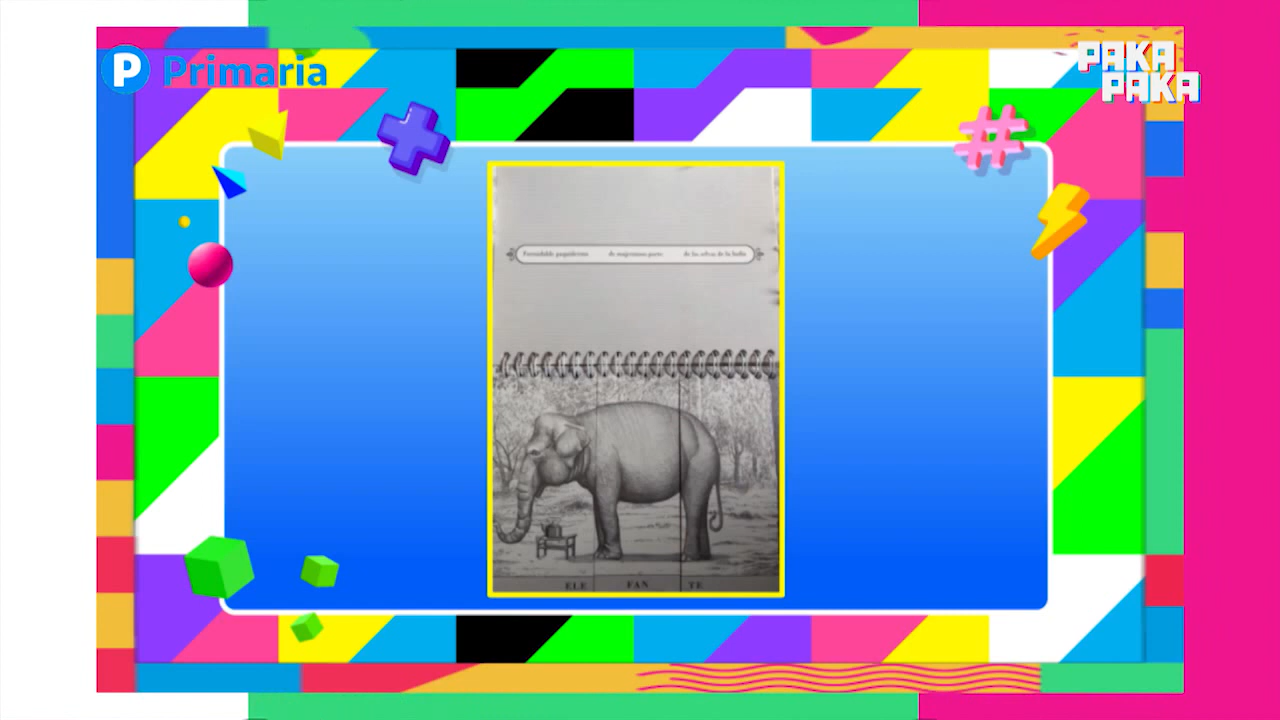 P Primaria
PAKA
PAKA
Formidable paquidermo de majestuoso porte de las selvas de la India
ELE FAN TE